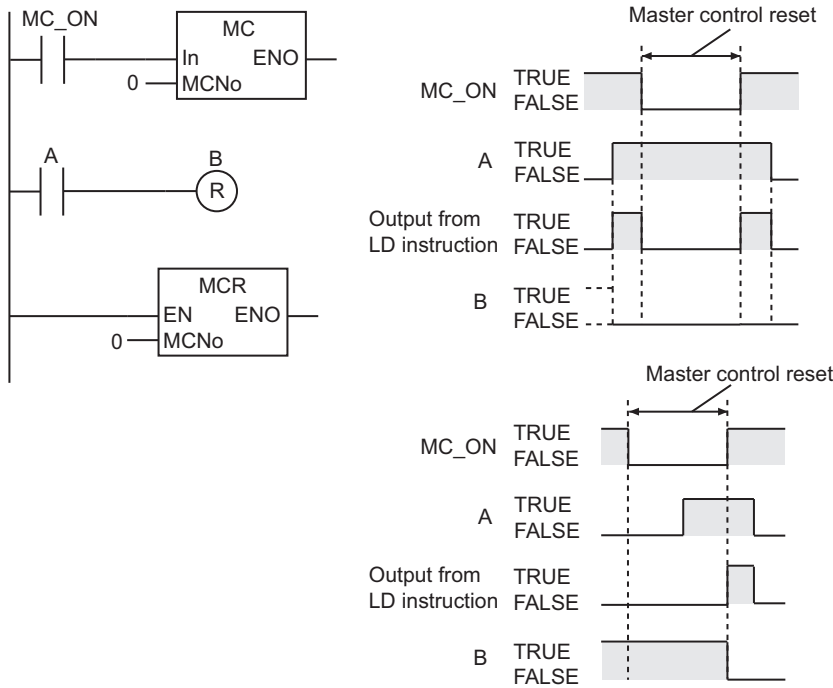 MC_ON
MC
In ENO
0 MCNo
A B
R
MCR
EN ENO
0 MCNo
Master control reset
MC_ON TRUE
FALSE
A TRUE
FALSE
Output from TRUE
LD instruction FALSE
B TRUE
FALSE
Master control reset
MC_ON TRUE
FALSE
A TRUE
FALSE
Output from TRUE
LD instruction FALSE
B TRUE
FALSE